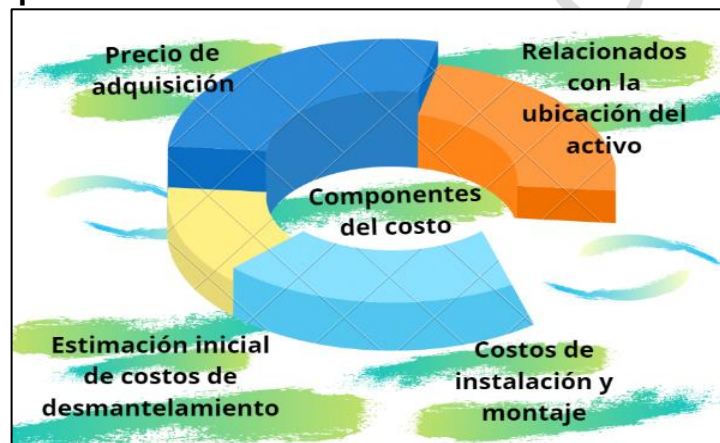 Precio de
adquisición
Relacionados
con la
ubicación del
activo
Componentes
del costo
Estimación inicial
de costos de
desmantelamiento
Costos de
instalación y
montaje